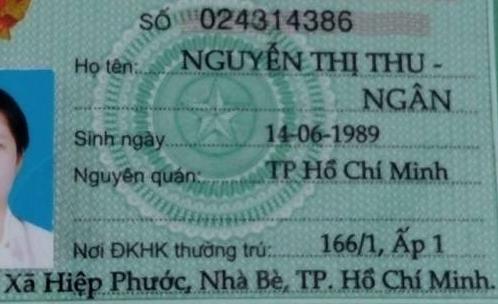 SỐ 024314386
Họ tên: NGUYỄN THỊ THU -
NGÂN
Sinh ngày 14-06-1989
Nguyên quán: TP Hồ Chí Minh
Nơi ĐKHK thường trú: 166/1, Ấp 1
Xã Hiệp Phước, Nhà Bè, TP. Hồ Chí Minh.